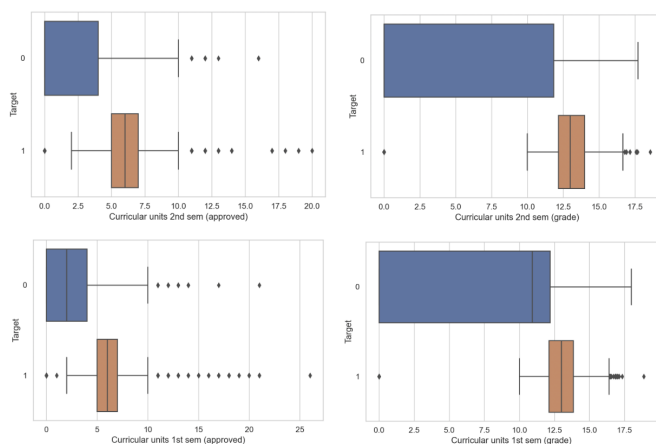 0
Target
1
0.0 2.5 5.0 7.5 10.0 12.5 15.0 17.5 20.0
Curricular units 2nd sem (approved)
0
Target
1
0.0 2.5 5.0 7.5 10.0 12.5 15.0 17.5
Curricular units 2nd sem (grade)
0
Target
1
0 5 10 15 20 25
Curricular units 1st sem (approved)
0
Target
1
0.0 2.5 5.0 7.5 10.0 12.5 15.0 17.5
Curricular units 1st sem (grade)